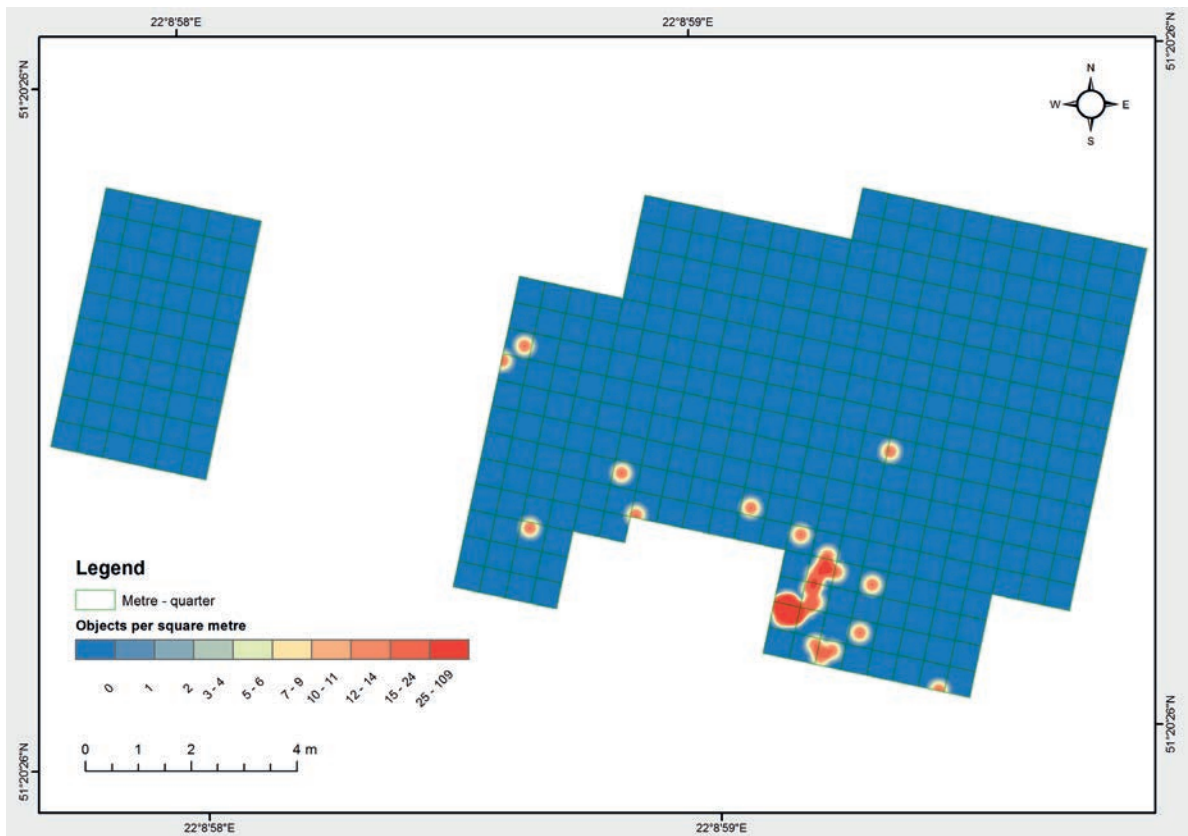 22°8'58"E 22°8'59"E
51°20'26"N 51°20'26"N
N
W E
S
Legend
Metre - quarter
Objects per square metre
0 1 2 3 - 4 5 - 6 7 - 9 10 - 11 12 - 14 15 - 24 25 - 109
0 1 2 4 m
51°20'26"N 51°20'26"N
22°8'58"E 22°8'59"E